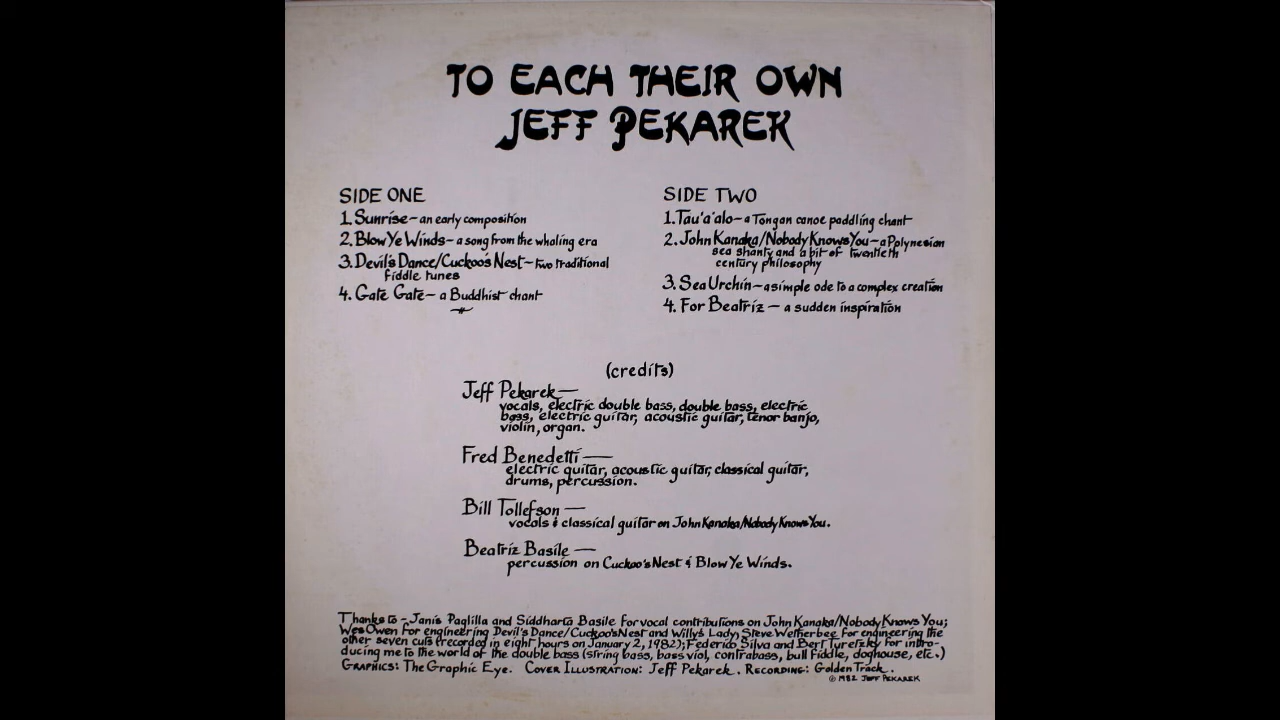 TO EACH THEIR OWN
JEFF PEKAREK
SIDE ONE
1. Sunrise – an early composition
2. Blow Ye Winds – a song from the whaling era
3. Devil's Dance/Cuckoo's Nest – two traditional
fiddle tunes
4. Gate Gate – a Buddhist chant
SIDE TWO
1. Tau'a'alo – a Tongan canoe paddling chant
2. John Kanaka/Nobody Knows You – a Polynesian
sea shanty and a bit of twentieth
century philosophy
3. Sea Urchin – a simple ode to a complex creation
4. For Beatriz – a sudden inspiration
(credits)
Jeff Pekarek —
vocals, electric double bass, double bass, electric
bass, electric guitar, acoustic guitar, tenor banjo,
violin, organ.
Fred Benedetti —
electric guitar, acoustic guitar, classical guitar,
drums, percussion.
Bill Tollefson —
vocals & classical guitar on John Kanaka/Nobody Knows You.
Beatriz Basile —
percussion on Cuckoo's Nest & Blow Ye Winds.
Thanks to – Janis Paglilla and Siddharta Basile for vocal contributions on John Kanaka/Nobody Knows You;
Wes Owen for engineering Devil's Dance/Cuckoo's Nest and Willy's Lady; Steve Wetherbee for engineering the
other seven cuts (recorded in eight hours on January 2, 1982); Federico Silva and Bert Turetzky for intro-
ducing me to the world of the double bass (string bass, bass viol, contrabass, bull fiddle, doghouse, etc.)
GRAPHICS: The Graphic Eye. COVER ILLUSTRATION: Jeff Pekarek. RECORDING: Golden Track.
℗ 1982 JEFF PEKAREK